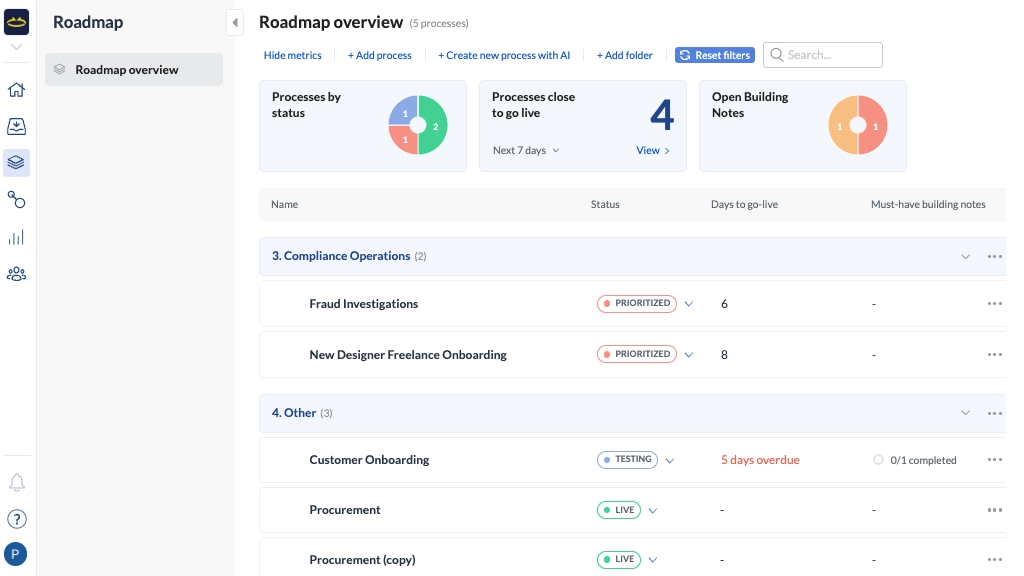 Roadmap
Roadmap overview
Roadmap overview (5 processes)
Hide metrics
+ Add process
+ Create new process with AI
+ Add folder
Reset filters
Search...
Processes by
status
1
2
1
Processes close
to go live
4
Next 7 days
View
Open Building
Notes
1
1
Name
Status
Days to go-live
Must-have building notes
3. Compliance Operations (2)
Fraud Investigations
PRIORITIZED
6
-
New Designer Freelance Onboarding
PRIORITIZED
8
-
4. Other (3)
Customer Onboarding
TESTING
5 days overdue
0/1 completed
Procurement
LIVE
-
-
Procurement (copy)
LIVE
-
-
?
P